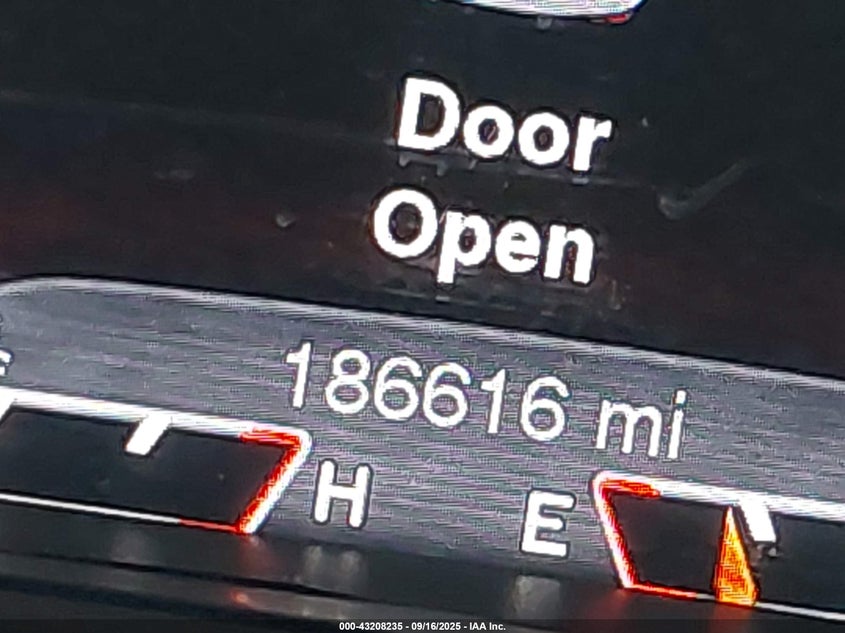 Door
Open
186616 mi
H
E
000-43208235 - 09/16/2025 - IAA Inc.